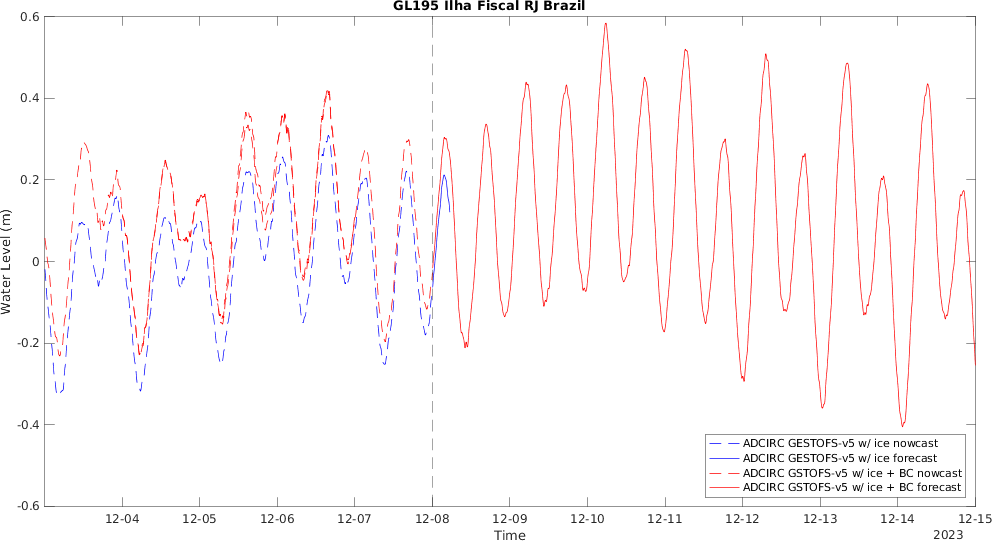 GL195 Ilha Fiscal RJ Brazil
Water Level (m)
0.6
0.4
0.2
0
-0.2
-0.4
-0.6
12-04
12-05
12-06
12-07
12-08
12-09
12-10
12-11
12-12
12-13
12-14
12-15
Time
2023
ADCIRC GESTOFS-v5 w/ ice nowcast
ADCIRC GESTOFS-v5 w/ ice forecast
ADCIRC GSTOFS-v5 w/ ice + BC nowcast
ADCIRC GSTOFS-v5 w/ ice + BC forecast